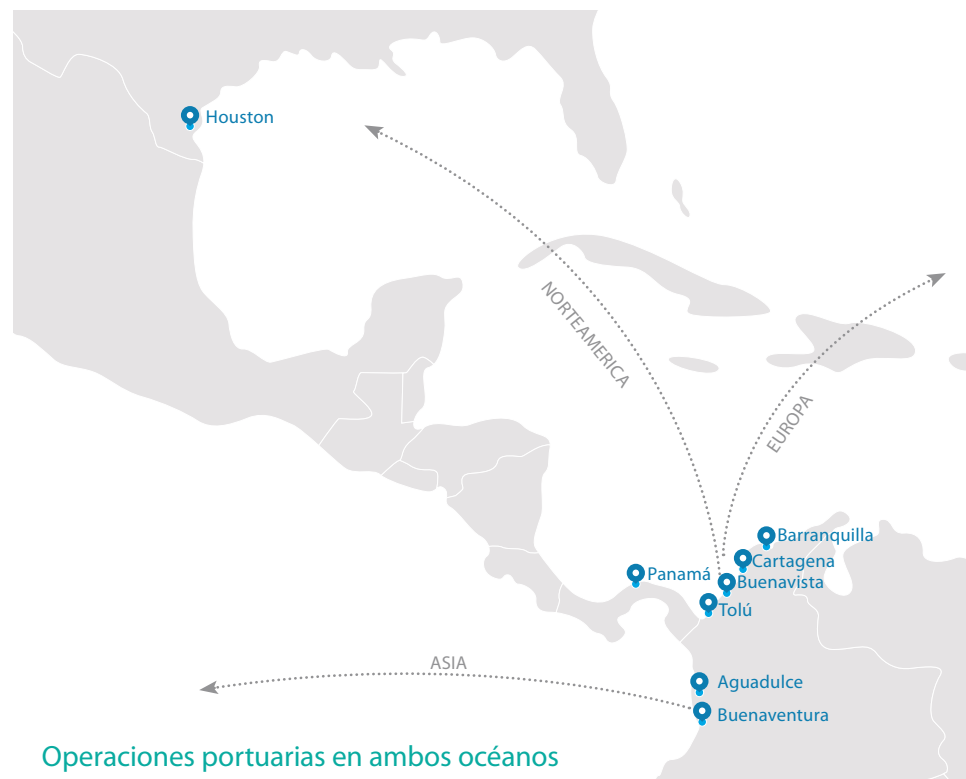 Houston
NORTEAMERICA
EUROPA
Barranquilla
Cartagena
Panamá
Buenavista
Tolú
ASIA
Aguadulce
Buenaventura
Operaciones portuarias en ambos océanos